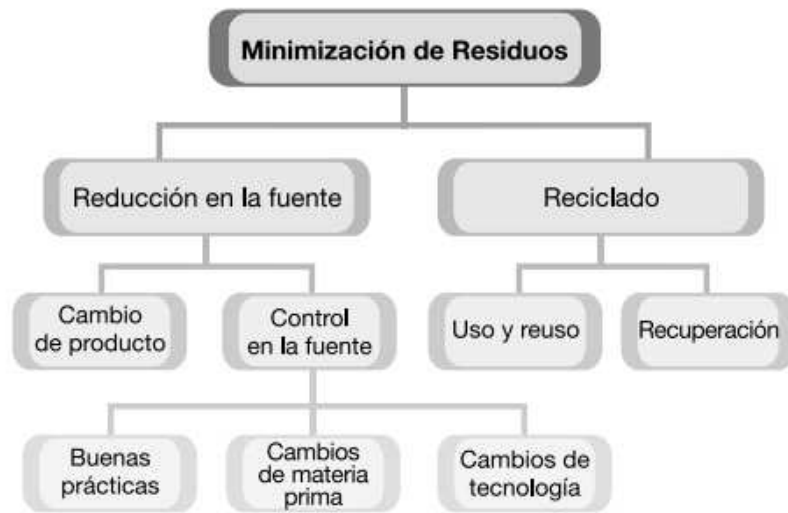 Minimización de Residuos
Reducción en la fuente
Reciclado
Cambio
de producto
Control
en la fuente
Uso y reuso
Recuperación
Buenas
prácticas
Cambios
de materia
prima
Cambios de
tecnología